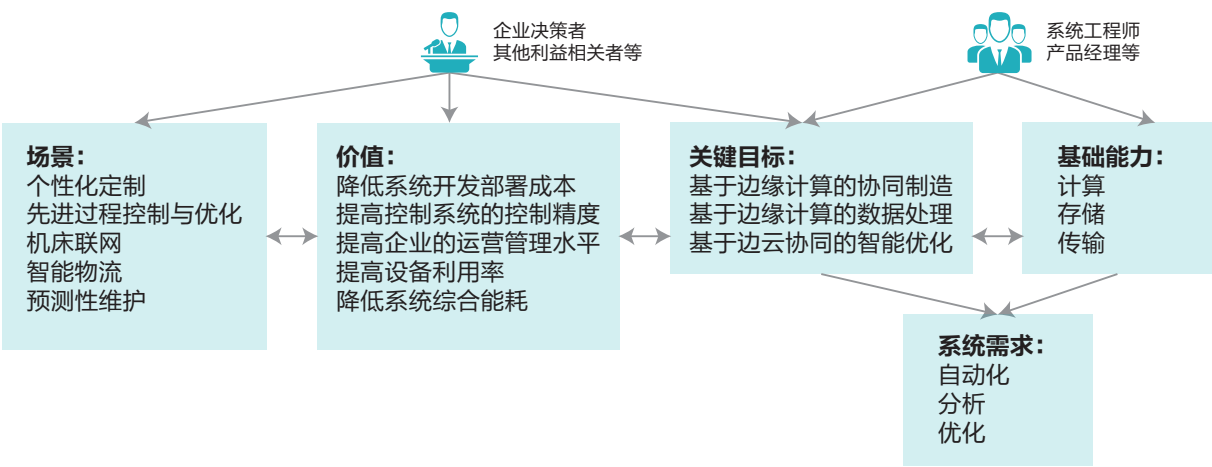 企业决策者
其他利益相关者等
系统工程师
产品经理等
场景：
个性化定制
先进过程控制与优化
机床联网
智能物流
预测性维护
价值：
降低系统开发部署成本
提高控制系统的控制精度
提高企业的运营管理水平
提高设备利用率
降低系统综合能耗
关键目标：
基于边缘计算的协同制造
基于边缘计算的数据处理
基于边云协同的智能优化
基础能力：
计算
存储
传输
系统需求：
自动化
分析
优化